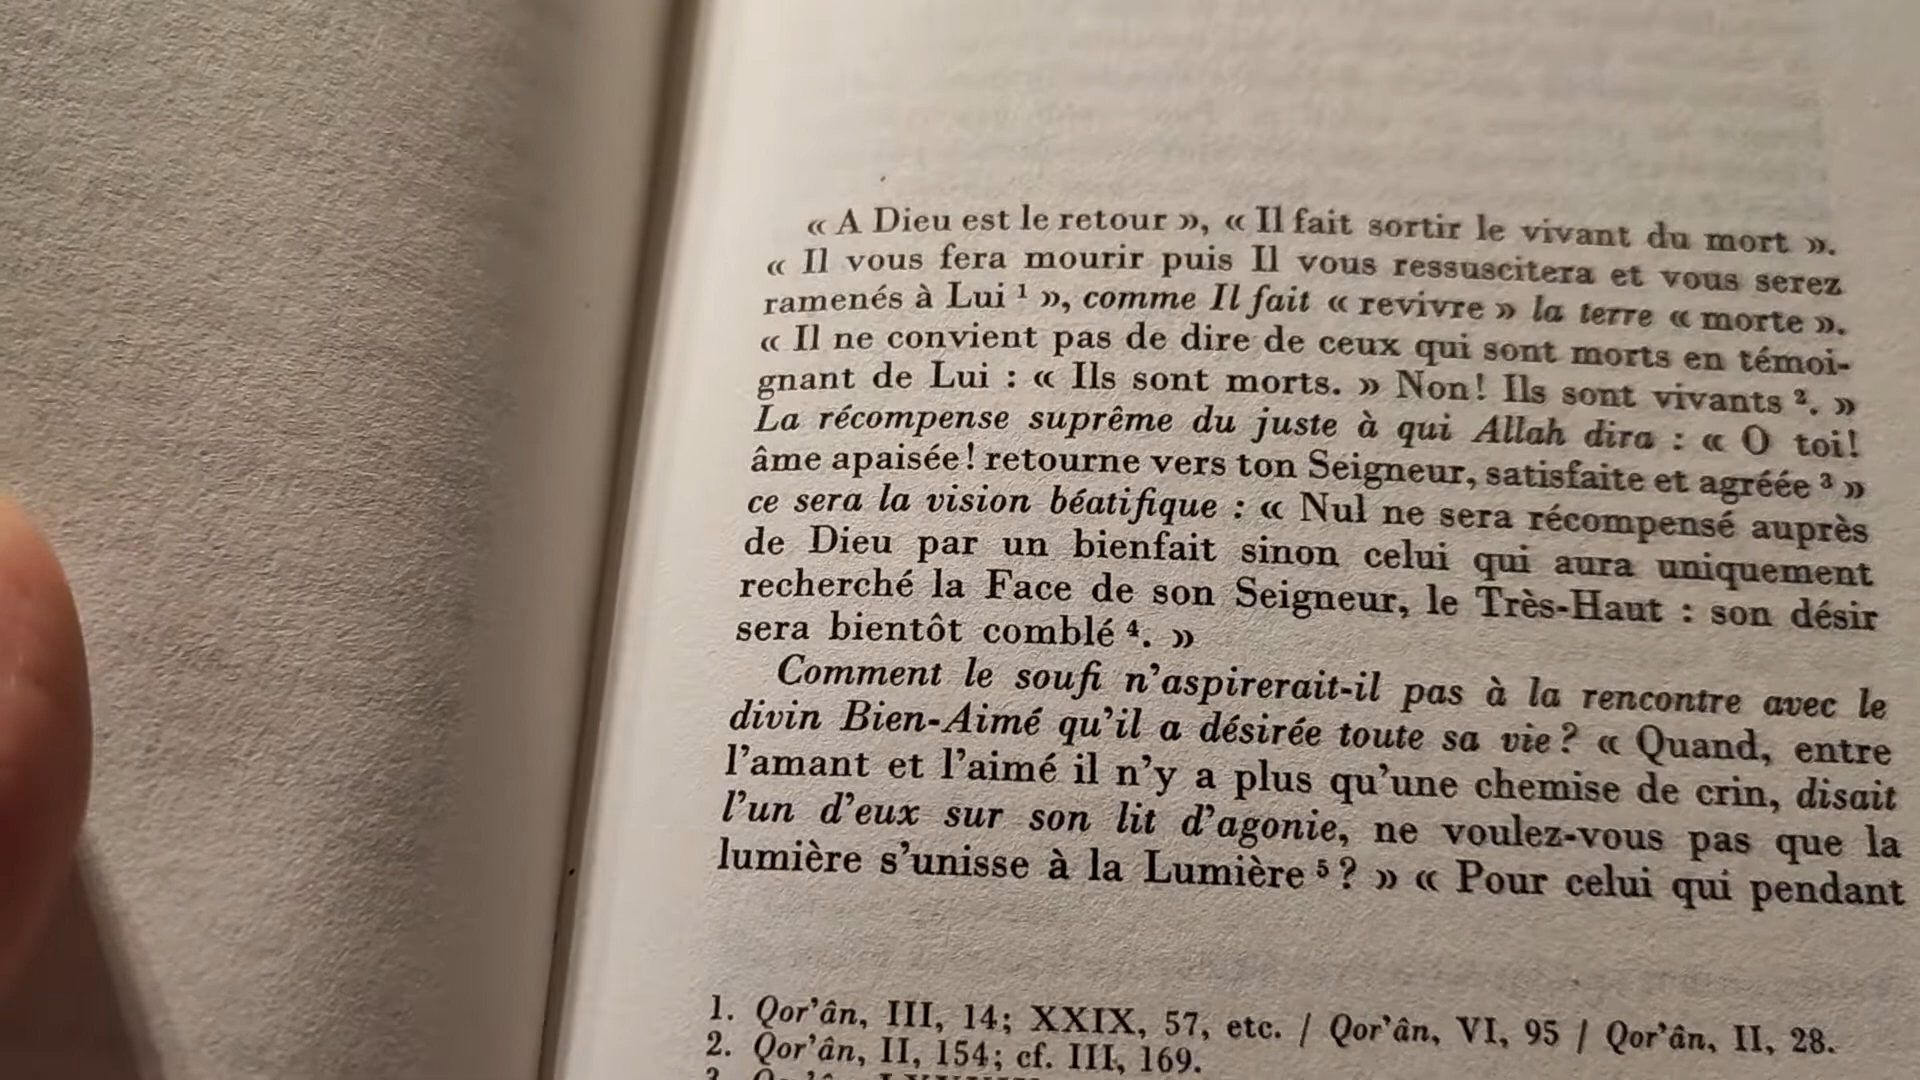 « A Dieu est le retour », « Il fait sortir le vivant du mort ».
« Il vous fera mourir puis Il vous ressuscitera et vous serez
ramenés à Lui ¹ », comme Il fait « revivre » la terre « morte ».
« Il ne convient pas de dire de ceux qui sont morts en témoi-
gnant de Lui : « Ils sont morts. » Non! Ils sont vivants ². »
La récompense suprême du juste à qui Allah dira : « O toi!
âme apaisée! retourne vers ton Seigneur, satisfaite et agréée ³ »
ce sera la vision béatifique : « Nul ne sera récompensé auprès
de Dieu par un bienfait sinon celui qui aura uniquement
recherché la Face de son Seigneur, le Très-Haut : son désir
sera bientôt comblé ⁴. »
Comment le soufi n'aspirerait-il pas à la rencontre avec le
divin Bien-Aimé qu'il a désirée toute sa vie? « Quand, entre
l'amant et l'aimé il n'y a plus qu'une chemise de crin, disait
l'un d'eux sur son lit d'agonie, ne voulez-vous pas que la
lumière s'unisse à la Lumière ⁵? » « Pour celui qui pendant
1. Qor'ân, III, 14; XXIX, 57, etc. / Qor'ân, VI, 95 / Qor'ân, II, 28.
2. Qor'ân, II, 154; cf. III, 169.